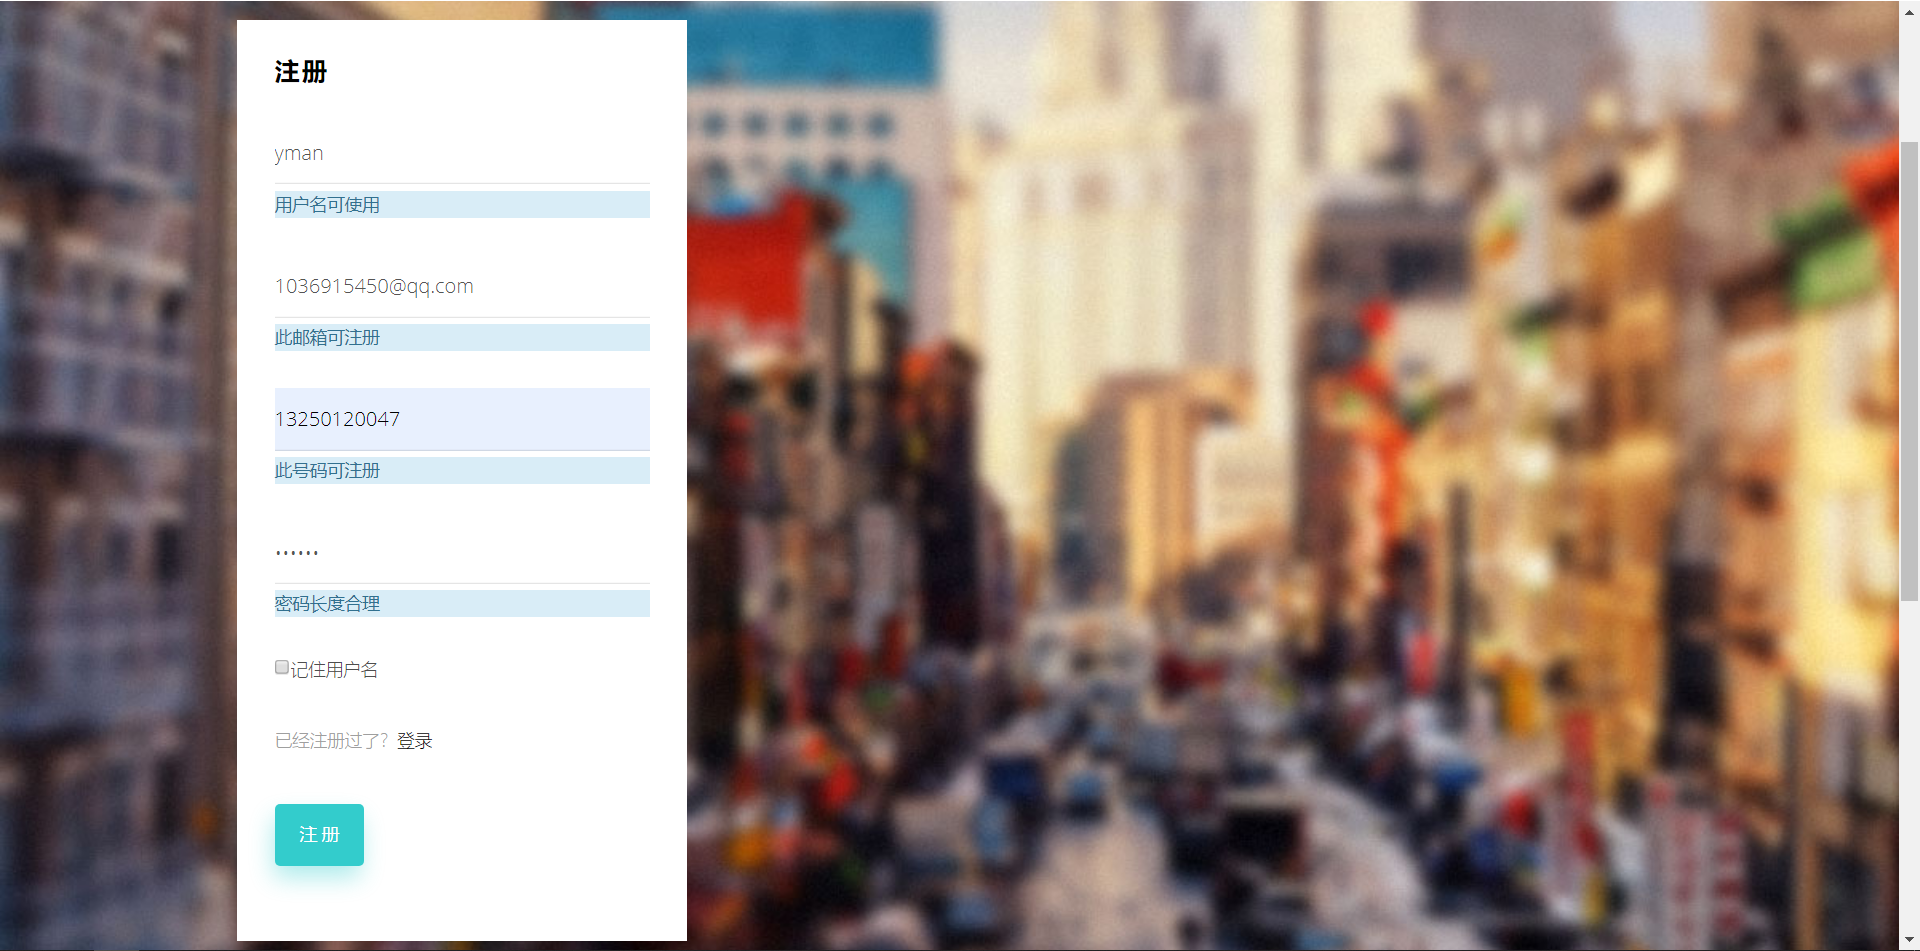 注册
yman
用户名可使用
1036915450@qq.com
此邮箱可注册
13250120047
此号码可注册
••••••
密码长度合理
记住用户名
已经注册过了? 登录
注册